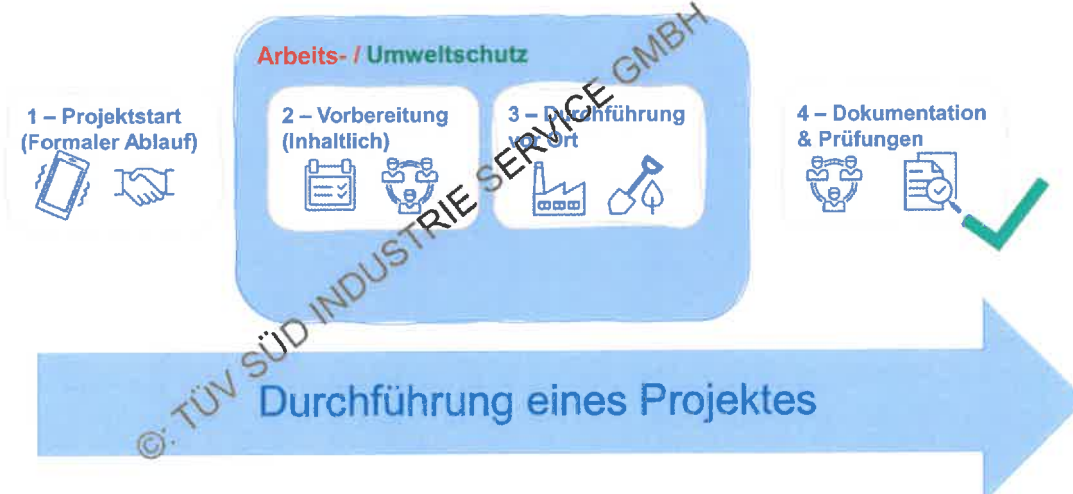 Arbeits- / Umweltschutz
1 – Projektstart
(Formaler Ablauf)
2 – Vorbereitung
(Inhaltlich)
3 – Durchführung
vor Ort
4 – Dokumentation
& Prüfungen
Durchführung eines Projektes
©: TÜV SÜD INDUSTRIE SERVICE GMBH